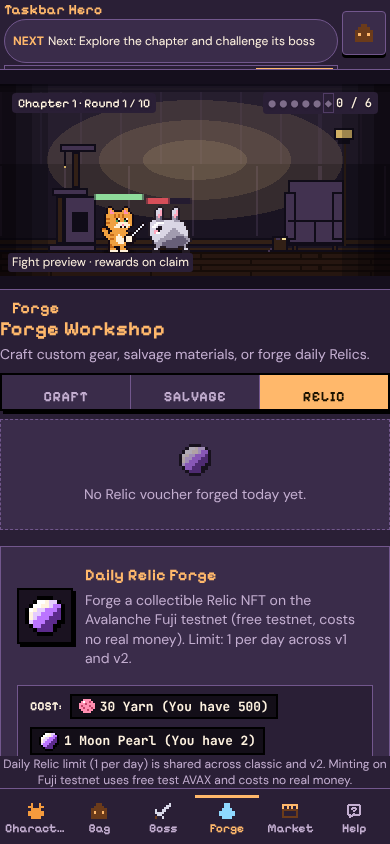 Taskbar Hero
NEXT Next: Explore the chapter and challenge its boss
Chapter 1 · Round 1 / 10
0 / 6
Fight preview · rewards on claim
Forge
Forge Workshop
Craft custom gear, salvage materials, or forge daily Relics.
CRAFT SALVAGE RELIC
No Relic voucher forged today yet.
Daily Relic Forge
Forge a collectible Relic NFT on the
Avalanche Fuji testnet (free testnet, costs
no real money). Limit: 1 per day across v1
and v2.
COST: 30 Yarn (You have 500)
1 Moon Pearl (You have 2)
Daily Relic limit (1 per day) is shared across classic and v2. Minting on
Fuji testnet uses free test AVAX and costs no real money.
Charact… Bag Boss Forge Market Help